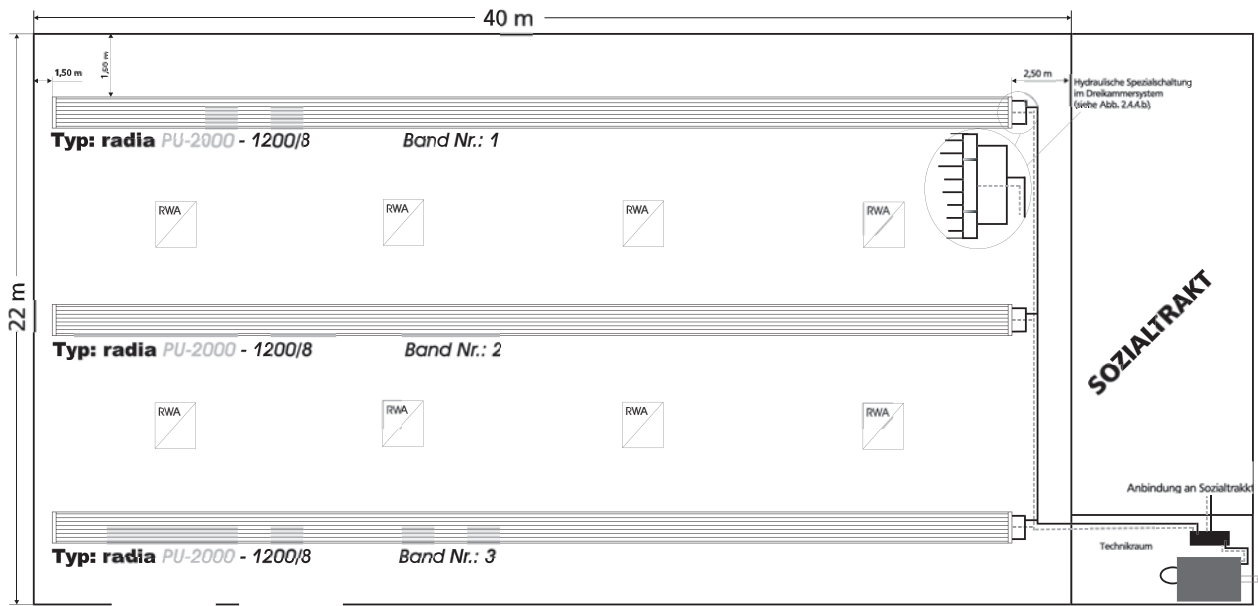 40 m
1,50 m
1,50 m
2,50 m
Hydraulische Spezialschaltung
im Dreikammersystem
(siehe Abb. 2.4.4.b)
Typ: radia PU-2000 - 1200/8
Band Nr.: 1
RWA
RWA
RWA
RWA
22 m
SOZIALTRAKT
Typ: radia PU-2000 - 1200/8
Band Nr.: 2
RWA
RWA
RWA
RWA
Anbindung an Sozialtrakkt
Typ: radia PU-2000 - 1200/8
Band Nr.: 3
Technikraum